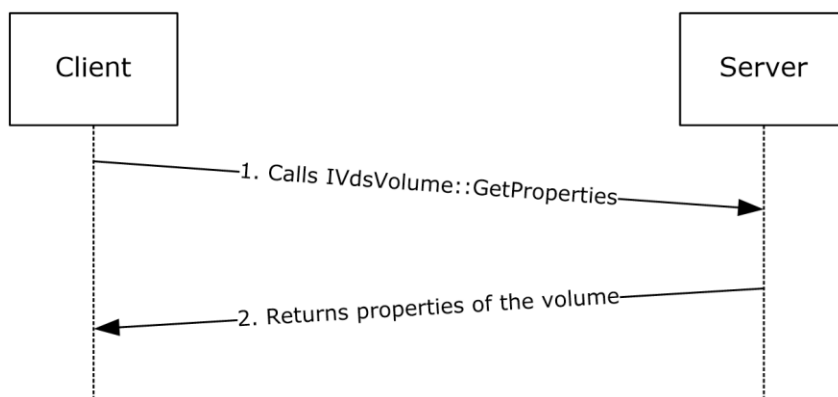 Client
Server
1. Calls IVdsVolume::GetProperties
2. Returns properties of the volume